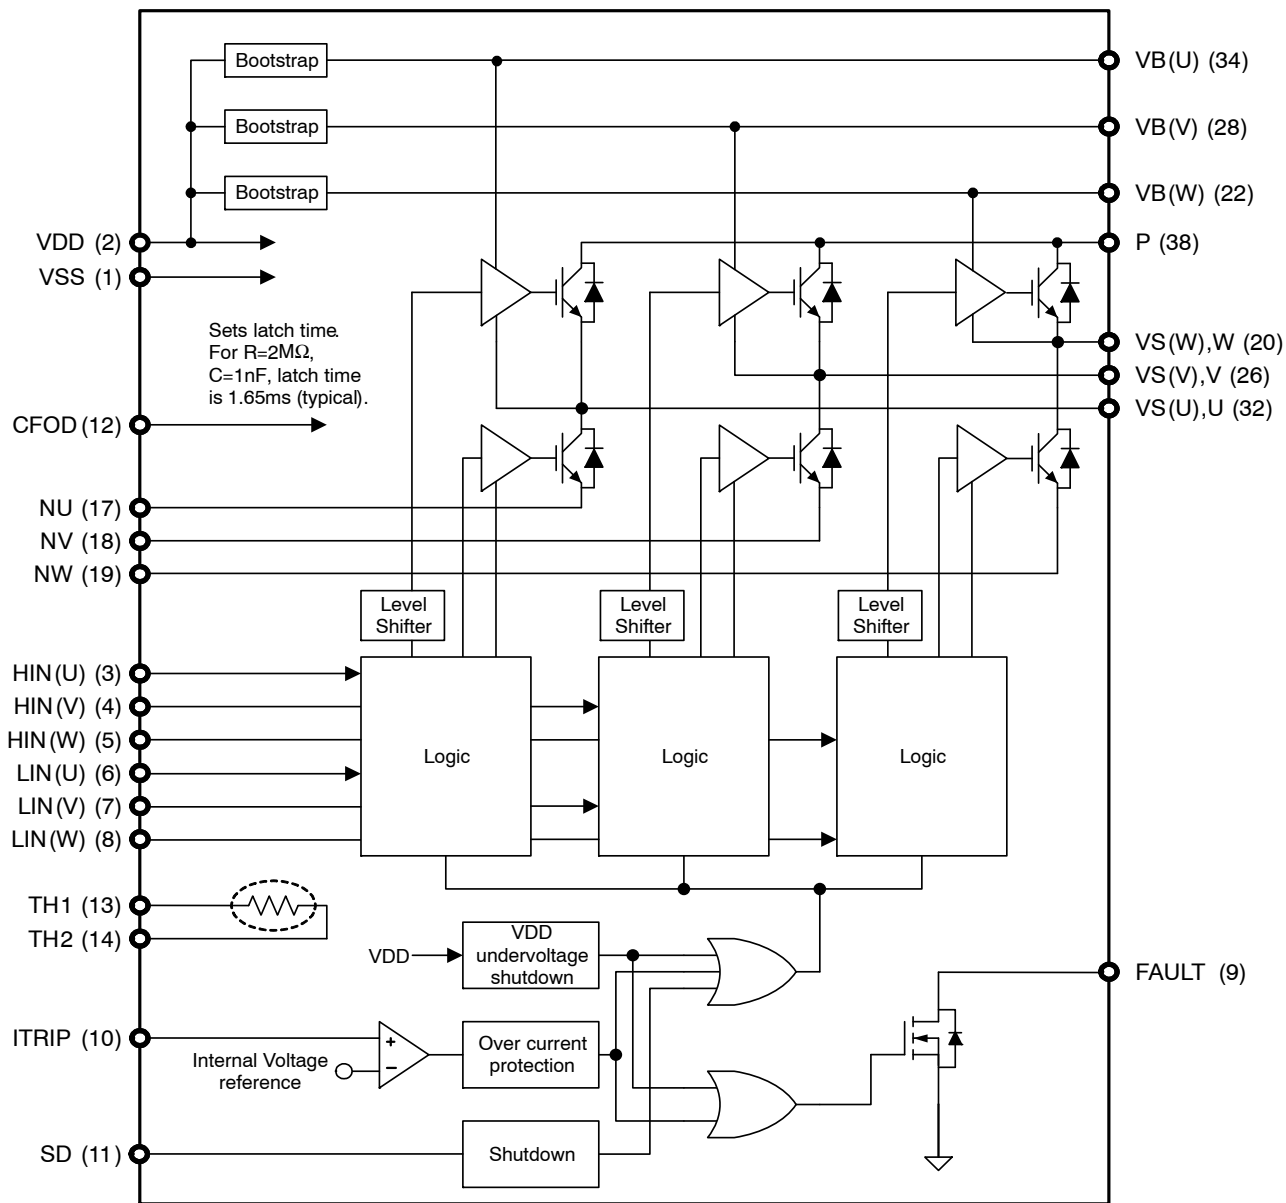 Bootstrap
VB(U) (34)
Bootstrap
VB(V) (28)
Bootstrap
VB(W) (22)
VDD (2)
P (38)
VSS (1)
Sets latch time.
For R=2MΩ,
C=1nF, latch time
is 1.65ms (typical).
VS(W),W (20)
VS(V),V (26)
VS(U),U (32)
CFOD (12)
NU (17)
NV (18)
NW (19)
Level
Shifter
Level
Shifter
Level
Shifter
HIN(U) (3)
HIN(V) (4)
HIN(W) (5)
LIN(U) (6)
LIN(V) (7)
LIN(W) (8)
Logic
Logic
Logic
TH1 (13)
TH2 (14)
VDD
VDD
undervoltage
shutdown
FAULT (9)
ITRIP (10)
+
−
Internal Voltage
reference
Over current
protection
SD (11)
Shutdown